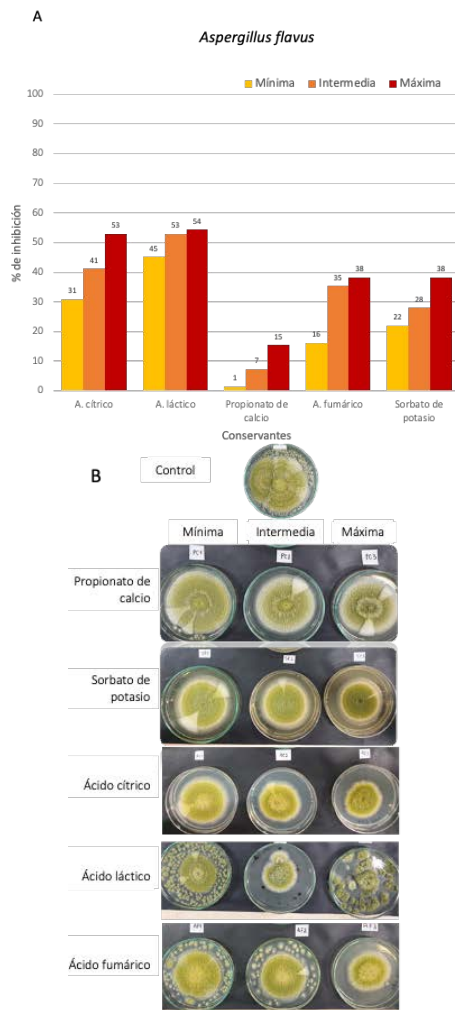 A
Aspergillus flavus
Mínima Intermedia Máxima
100
90
80
70
60
50
40
30
20
10
0
% de inhibición
31 41 53
45 53 54
1 7 15
16 35 38
22 28 38
A. cítrico A. láctico Propionato de calcio A. fumárico Sorbato de potasio
Conservantes
B
Control
Mínima Intermedia Máxima
Propionato de
calcio
Sorbato de
potasio
Ácido cítrico
Ácido láctico
Ácido fumárico